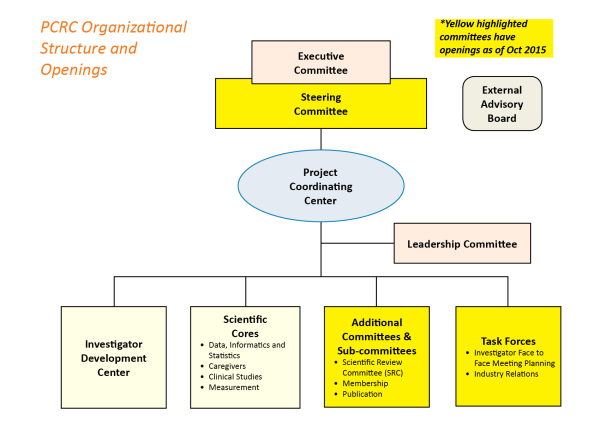 PCRC Organizational
Structure and
Openings
*Yellow highlighted
committees have
openings as of Oct 2015
Executive
Committee
Steering
Committee
External
Advisory
Board
Project
Coordinating
Center
Leadership Committee
Investigator
Development
Center
Scientific
Cores
• Data, Informatics and
Statistics
• Caregivers
• Clinical Studies
• Measurement
Additional
Committees &
Sub-committees
• Scientific Review
Committee (SRC)
• Membership
• Publication
Task Forces
• Investigator Face to
Face Meeting Planning
• Industry Relations